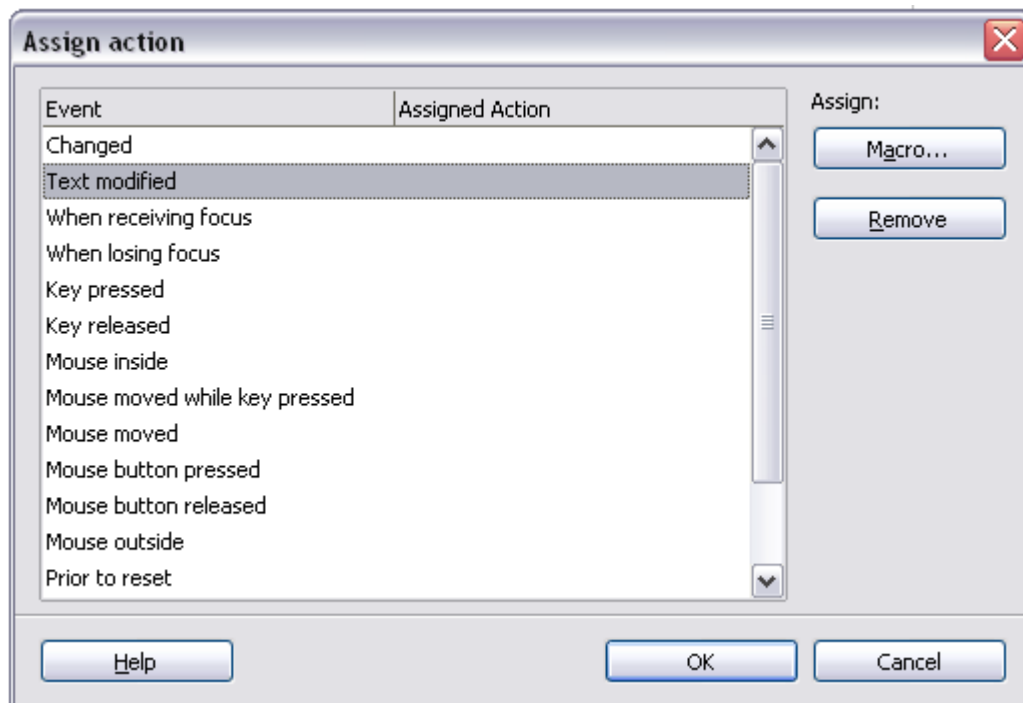 Assign action
Event Assigned Action
Changed
Text modified
When receiving focus
When losing focus
Key pressed
Key released
Mouse inside
Mouse moved while key pressed
Mouse moved
Mouse button pressed
Mouse button released
Mouse outside
Prior to reset
Assign:
Macro...
Remove
Help OK Cancel